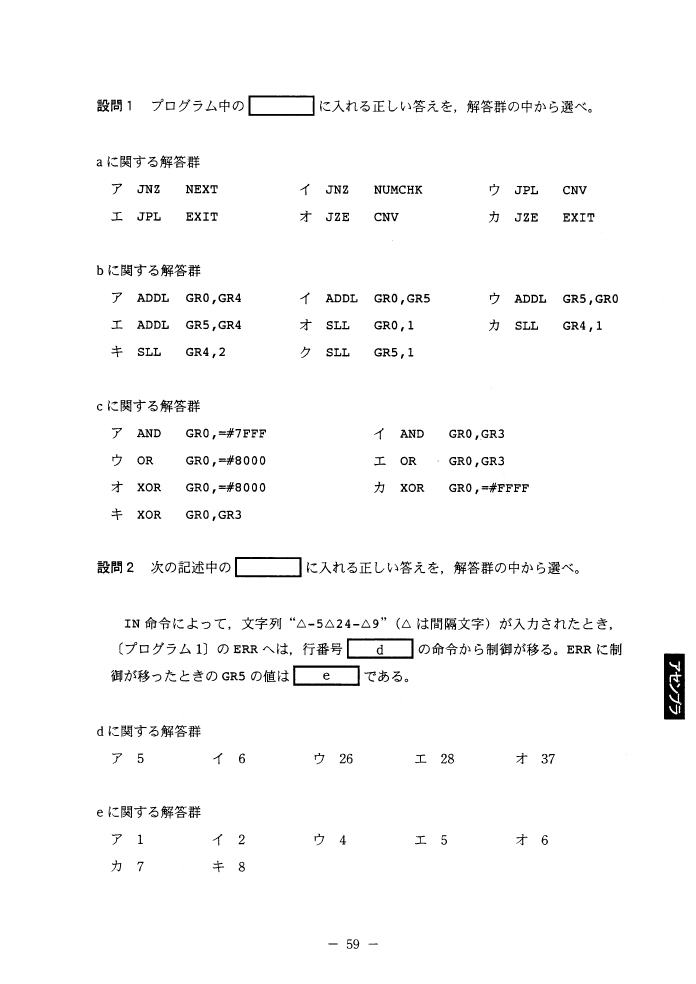 設問1 プログラム中の に入れる正しい答えを，解答群の中から選べ。
aに関する解答群
ア JNZ NEXT イ JNZ NUMCHK ウ JPL CNV
エ JPL EXIT オ JZE CNV カ JZE EXIT
bに関する解答群
ア ADDL GR0,GR4 イ ADDL GR0,GR5 ウ ADDL GR5,GR0
エ ADDL GR5,GR4 オ SLL GR0,1 カ SLL GR4,1
キ SLL GR4,2 ク SLL GR5,1
cに関する解答群
ア AND GR0,=#7FFF イ AND GR0,GR3
ウ OR GR0,=#8000 エ OR GR0,GR3
オ XOR GR0,=#8000 カ XOR GR0,=#FFFF
キ XOR GR0,GR3
設問2 次の記述中の に入れる正しい答えを，解答群の中から選べ。
IN 命令によって，文字列“△-5△24-△9”（△は間隔文字）が入力されたとき，
〔プログラム1〕の ERR へは，行番号 d の命令から制御が移る。ERR に制
御が移ったときの GR5 の値は e である。
dに関する解答群
ア 5 イ 6 ウ 26 エ 28 オ 37
eに関する解答群
ア 1 イ 2 ウ 4 エ 5 オ 6
カ 7 キ 8
アセンブラ
― 59 ―